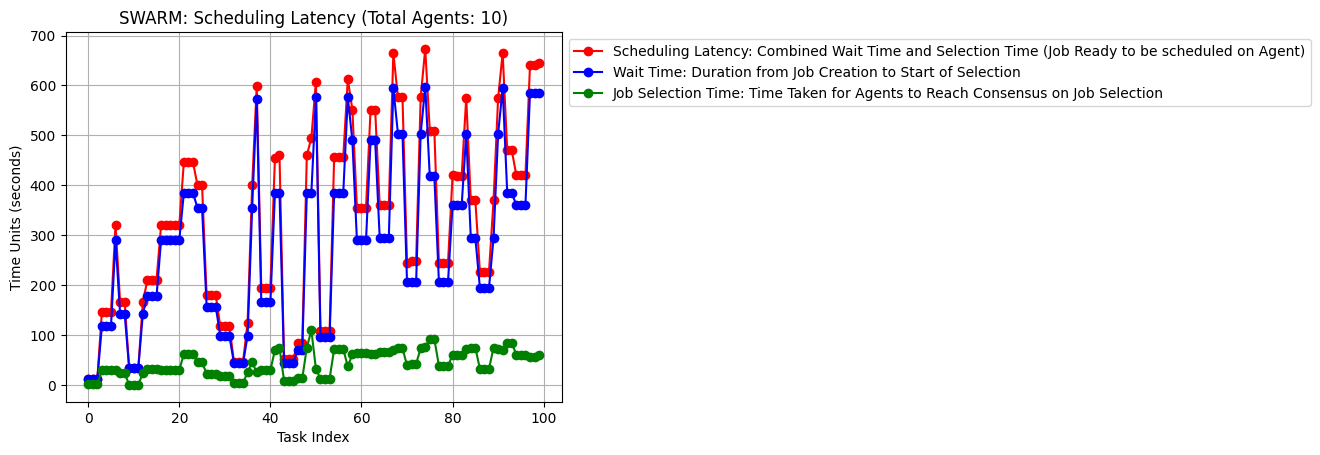 SWARM: Scheduling Latency (Total Agents: 10)
Scheduling Latency: Combined Wait Time and Selection Time (Job Ready to be scheduled on Agent)
Wait Time: Duration from Job Creation to Start of Selection
Job Selection Time: Time Taken for Agents to Reach Consensus on Job Selection
Time Units (seconds)
700
600
500
400
300
200
100
0
0 20 40 60 80 100
Task Index